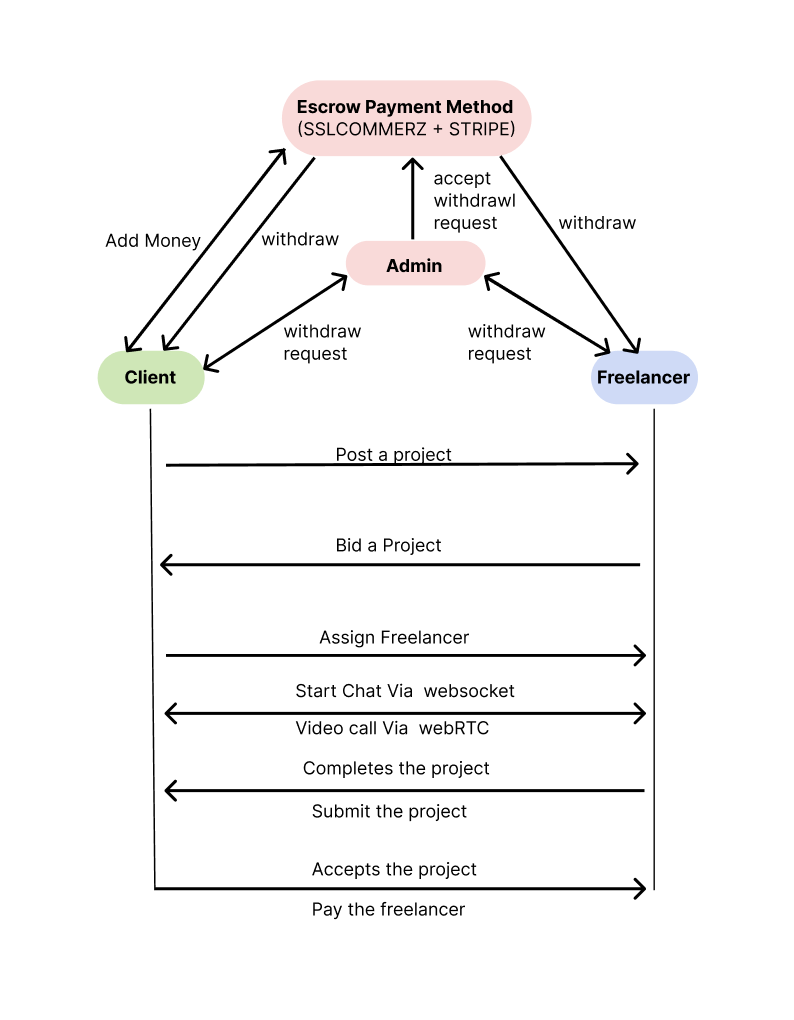 Escrow Payment Method
(SSLCOMMERZ + STRIPE)
accept
withdrawl
request
Add Money
withdraw
withdraw
Admin
withdraw
request
withdraw
request
Client
Freelancer
Post a project
Bid a Project
Assign Freelancer
Start Chat Via websocket
Video call Via webRTC
Completes the project
Submit the project
Accepts the project
Pay the freelancer